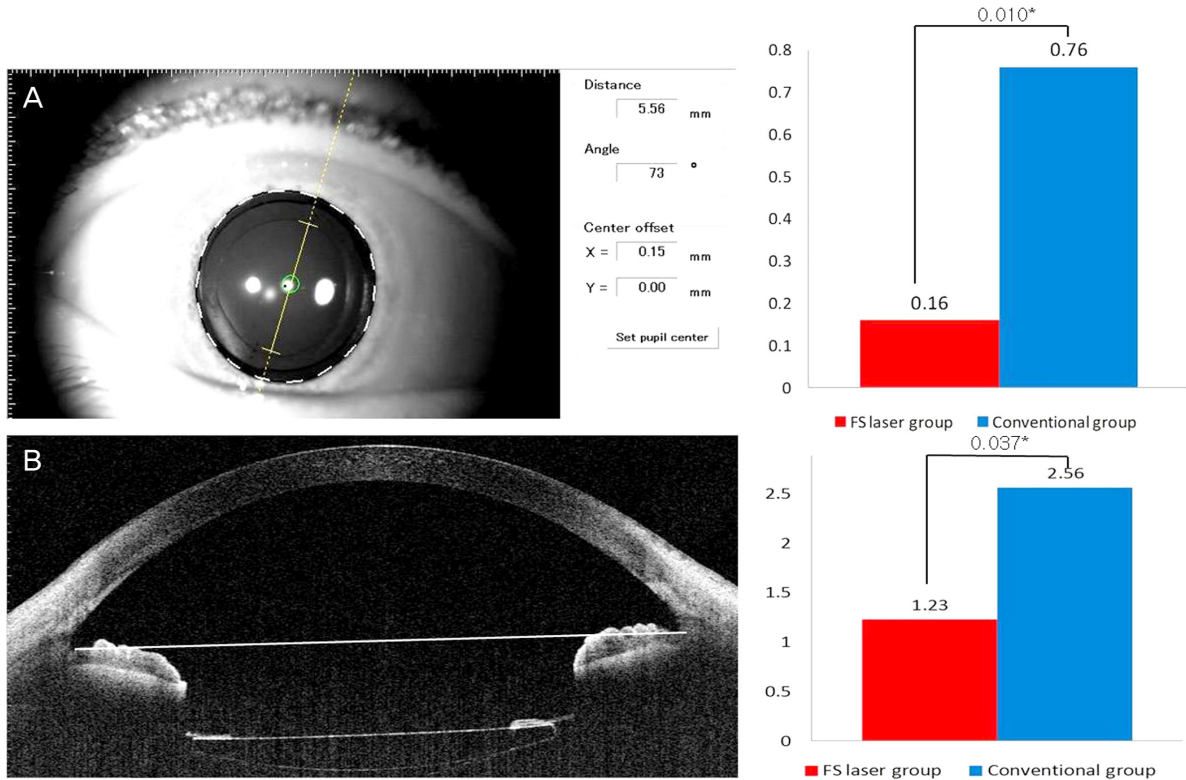 A
Distance
5.56 mm
Angle
73 °
Center offset
X = 0.15 mm
Y = 0.00 mm
Set pupil center
0.010*
0.76
0.8
0.7
0.6
0.5
0.4
0.3
0.2
0.1
0
0.16
FS laser group Conventional group
B
0.037*
2.56
2.5
2
1.5
1
0.5
0
1.23
FS laser group Conventional group